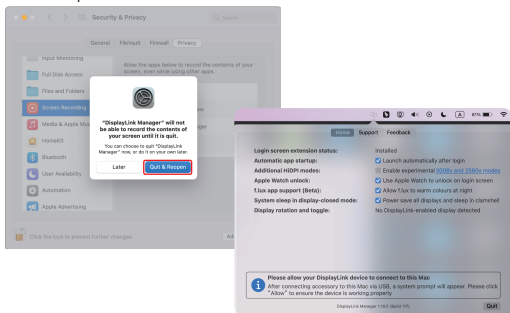 Security & Privacy
Search
General FileVault Firewall Privacy
Input Monitoring
Full Disk Access
Files and Folders
Screen Recording
Media & Apple Mus
HomeKit
Bluetooth
User Availability
Automation
Apple Advertising
Allow the apps below to record the contents of your
screen, even while using other apps.
"DisplayLink Manager" will not
be able to record the contents of
your screen until it is quit.
You can choose to quit "DisplayLink
Manager" now, or do it on your own later.
Later Quit & Reopen
Click the lock to prevent further changes.
A 81%
Home Support Feedback
Login screen extension status: Installed
Automatic app startup: Launch automatically after login
Additional HiDPI modes: Enable experimental 3008x and 2560x modes
Apple Watch unlock: Use Apple Watch to unlock on login screen
f.lux app support (Beta): Allow f.lux to warm colours at night
System sleep in display-closed mode: Power save all displays and sleep in clamshell
Display rotation and toggle: No DisplayLink-enabled display detected
Please allow your DisplayLink device to connect to this Mac
After connecting accessory to this Mac via USB, a system prompt will appear. Please click
"Allow" to ensure the device is working properly
Quit